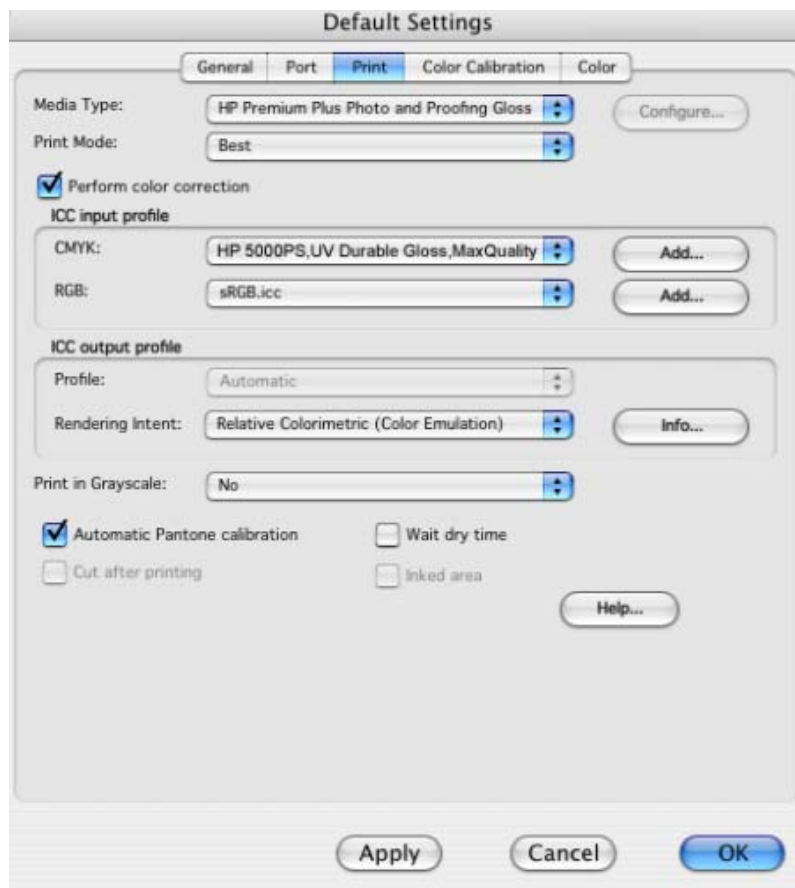 Default Settings
General Port Print Color Calibration Color
Media Type: HP Premium Plus Photo and Proofing Gloss Configure...
Print Mode: Best
Perform color correction
ICC input profile
CMYK: HP 5000PS,UV Durable Gloss,MaxQuality Add...
RGB: sRGB.icc Add...
ICC output profile
Profile: Automatic
Rendering Intent: Relative Colorimetric (Color Emulation) Info...
Print in Grayscale: No
Automatic Pantone calibration Wait dry time
Cut after printing Inked area
Help...
Apply Cancel OK